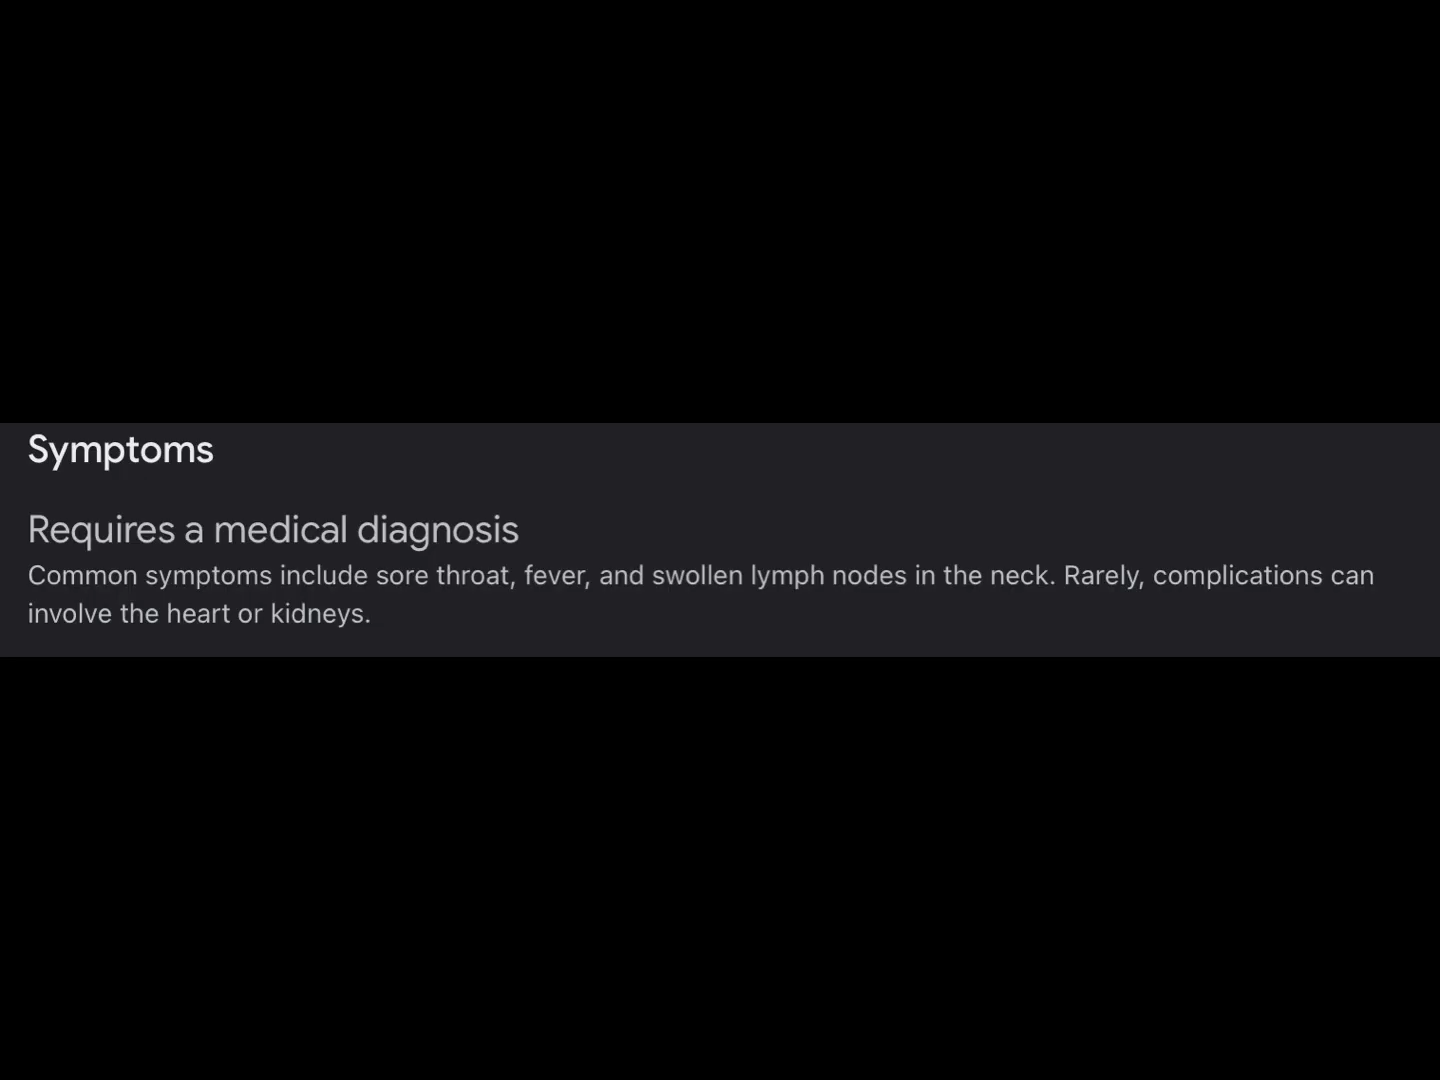 Symptoms
Requires a medical diagnosis
Common symptoms include sore throat, fever, and swollen lymph nodes in the neck. Rarely, complications can
involve the heart or kidneys.